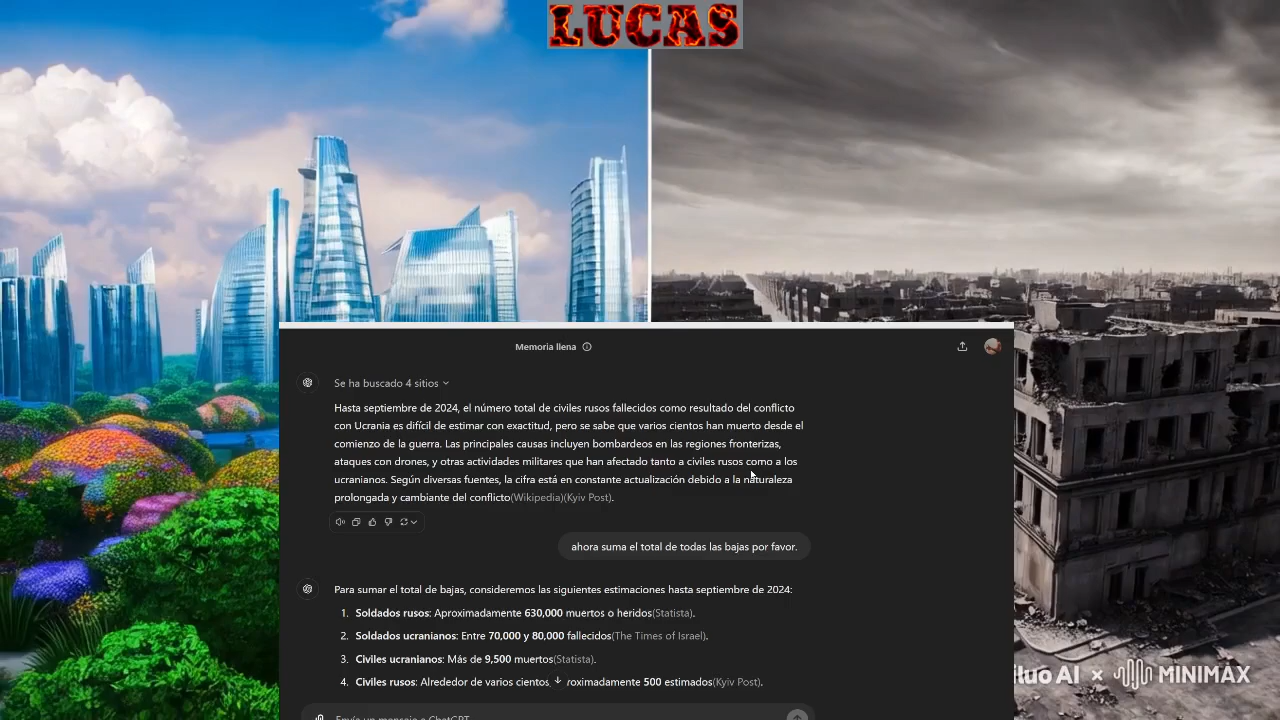 LUCAS
Memoria llena
Se ha buscado 4 sitios
Hasta septiembre de 2024, el número total de civiles rusos fallecidos como resultado del conflicto
con Ucrania es difícil de estimar con exactitud, pero se sabe que varios cientos han muerto desde el
comienzo de la guerra. Las principales causas incluyen bombardeos en las regiones fronterizas,
ataques con drones, y otras actividades militares que han afectado tanto a civiles rusos como a los
ucranianos. Según diversas fuentes, la cifra está en constante actualización debido a la naturaleza
prolongada y cambiante del conflicto(Wikipedia)(Kyiv Post).
ahora suma el total de todas las bajas por favor.
Para sumar el total de bajas, consideremos las siguientes estimaciones hasta septiembre de 2024:
1. Soldados rusos: Aproximadamente 630,000 muertos o heridos(Statista).
2. Soldados ucranianos: Entre 70,000 y 80,000 fallecidos(The Times of Israel).
3. Civiles ucranianos: Más de 9,500 muertos(Statista).
4. Civiles rusos: Alrededor de varios cientos, roximadamente 500 estimados(Kyiv Post).
Envía un mensaje a ChatGPT
iluo AI × MINIMAX